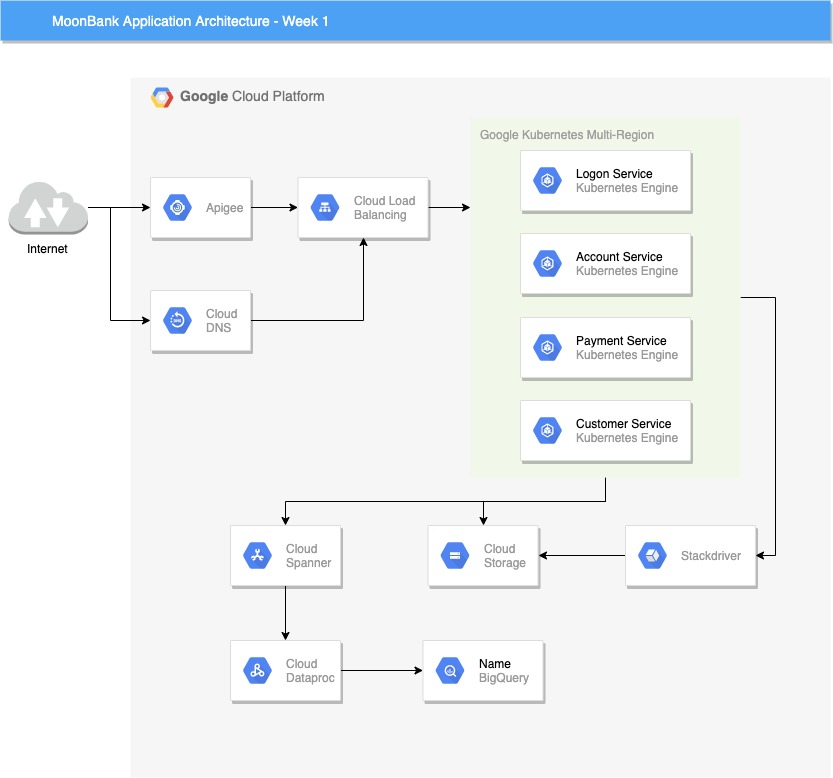 MoonBank Application Architecture - Week 1
Google Cloud Platform
Google Kubernetes Multi-Region
Logon Service
Kubernetes Engine
Internet
Apigee
Cloud Load
Balancing
Account Service
Kubernetes Engine
Cloud
DNS
Payment Service
Kubernetes Engine
Customer Service
Kubernetes Engine
Cloud
Spanner
Cloud
Storage
Stackdriver
Cloud
Dataproc
Name
BigQuery